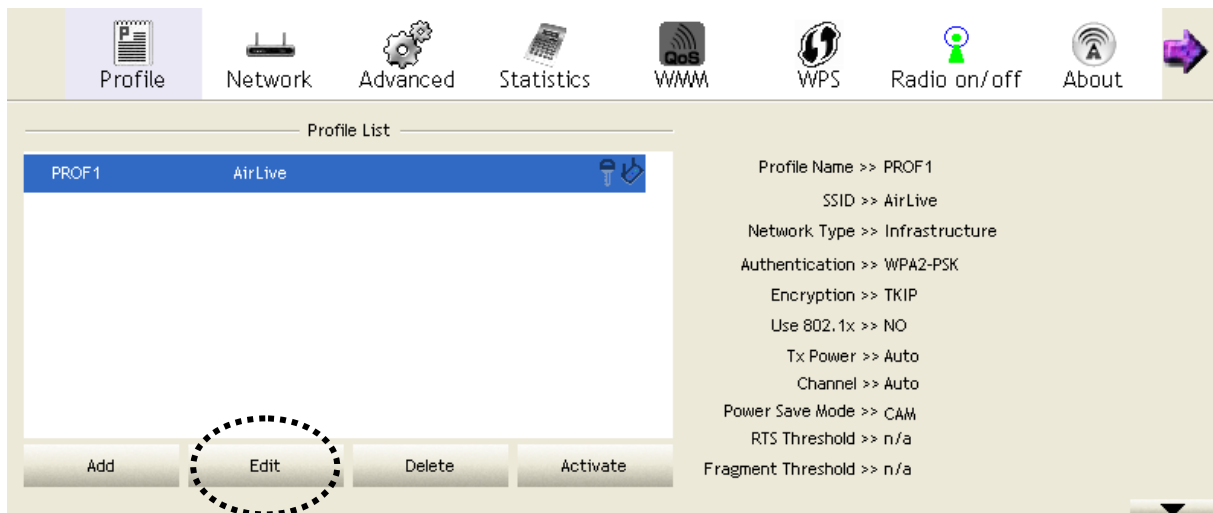 Profile Network Advanced Statistics QoS WMM WPS Radio on/off About
Profile List
PROF1 AirLive
Add Edit Delete Activate
Profile Name >> PROF1
SSID >> AirLive
Network Type >> Infrastructure
Authentication >> WPA2-PSK
Encryption >> TKIP
Use 802.1x >> NO
Tx Power >> Auto
Channel >> Auto
Power Save Mode >> CAM
RTS Threshold >> n/a
Fragment Threshold >> n/a